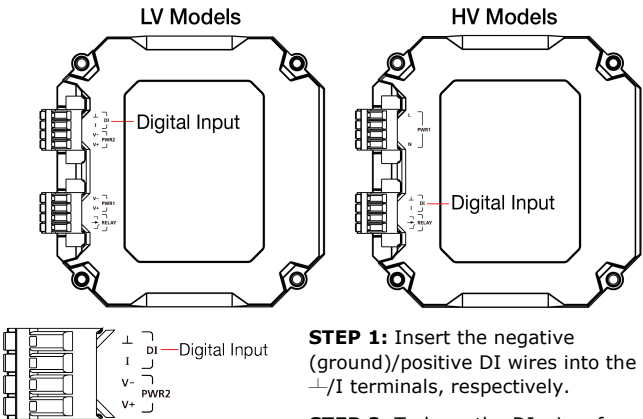 LV Models
HV Models
⊥
I
DI
Digital Input
V-
V+
PWR2
V-
V+
PWR1
RELAY
L
N
PWR1
⊥
I
DI
Digital Input
RELAY
⊥
I
DI
Digital Input
V-
V+
PWR2
STEP 1: Insert the negative
(ground)/positive DI wires into the
⊥/I terminals, respectively.